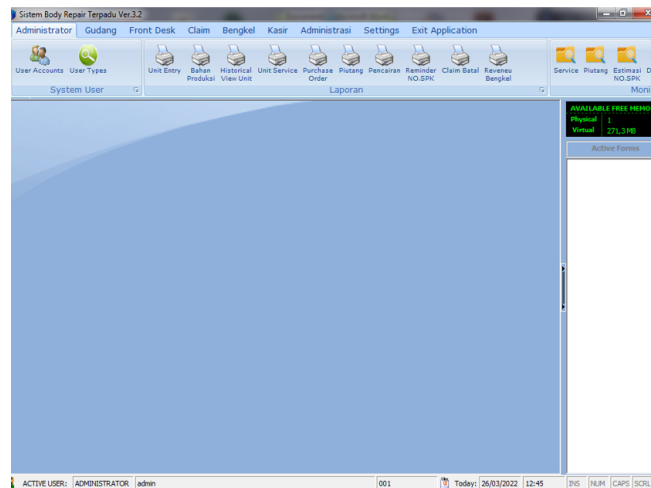 Sistem Body Repair Terpadu Ver.3.2
Administrator Gudang Front Desk Claim Bengkel Kasir Administrasi Settings Exit Application
User Accounts User Types Unit Entry Bahan Produksi Historical View Unit Unit Service Purchase Order Piutang Pencairan Reminder NO.SPK Claim Batal Reveneu Bengkel Service Piutang Estimasi NO.SPK D
System User Laporan Moni
AVAILABLE FREE MEMO
Physical 1
Virtual 271,3 MB
Active Forms
ACTIVE USER: ADMINISTRATOR admin 001 Today: 26/03/2022 12:45 INS NUM CAPS SCRL